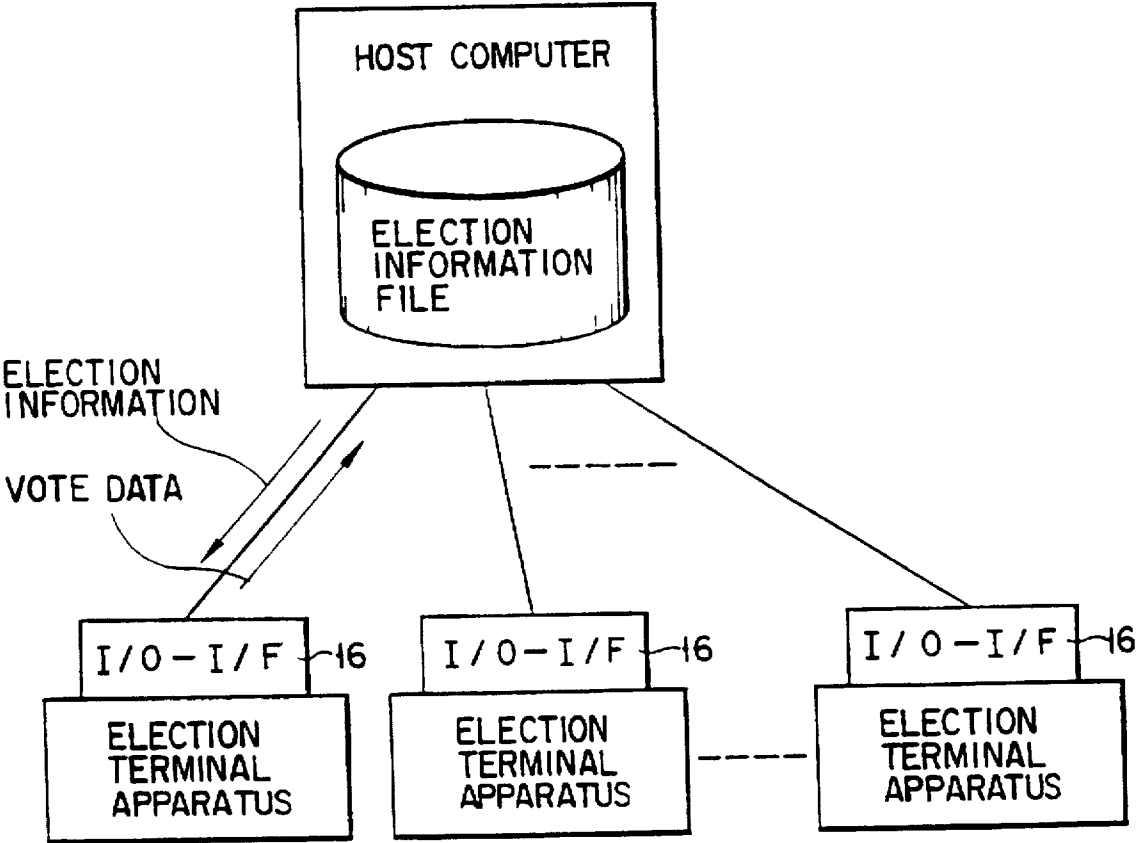 HOST COMPUTER
ELECTION
INFORMATION
FILE
ELECTION
INFORMATION
VOTE DATA
I/O-I/F
16
I/O-I/F
16
I/O-I/F
16
ELECTION
TERMINAL
APPARATUS
ELECTION
TERMINAL
APPARATUS
ELECTION
TERMINAL
APPARATUS